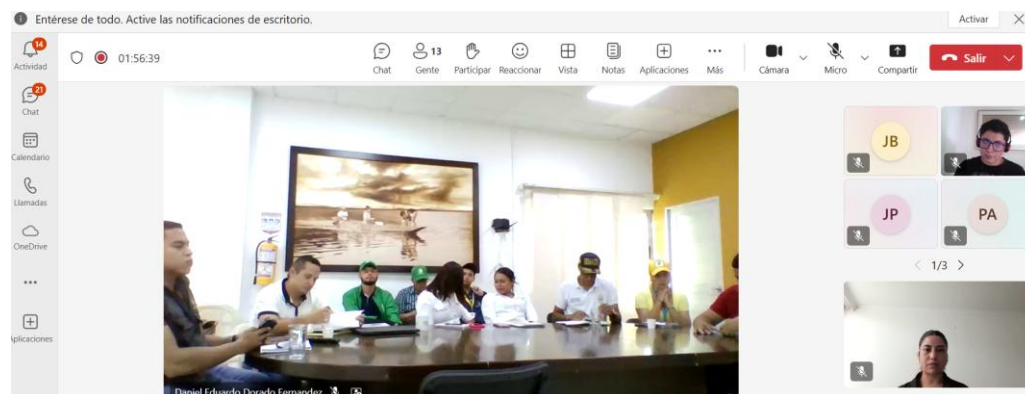 Entérese de todo. Active las notificaciones de escritorio.
Activar
14
Actividad
01:56:39
Chat
13
Gente
Participar
Reaccionar
Vista
Notas
Aplicaciones
Más
Cámara
Micro
Compartir
Salir
21
Chat
Calendario
Llamadas
OneDrive
plicaciones
JB
JP
PA
1/3
Daniel Eduardo Dorado Fernandez